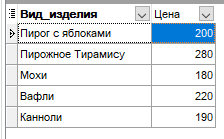 Вид_изделия Цена
Пирог с яблоками 200
Пирожное Тирамису 280
Мохи 180
Вафли 220
Канноли 190